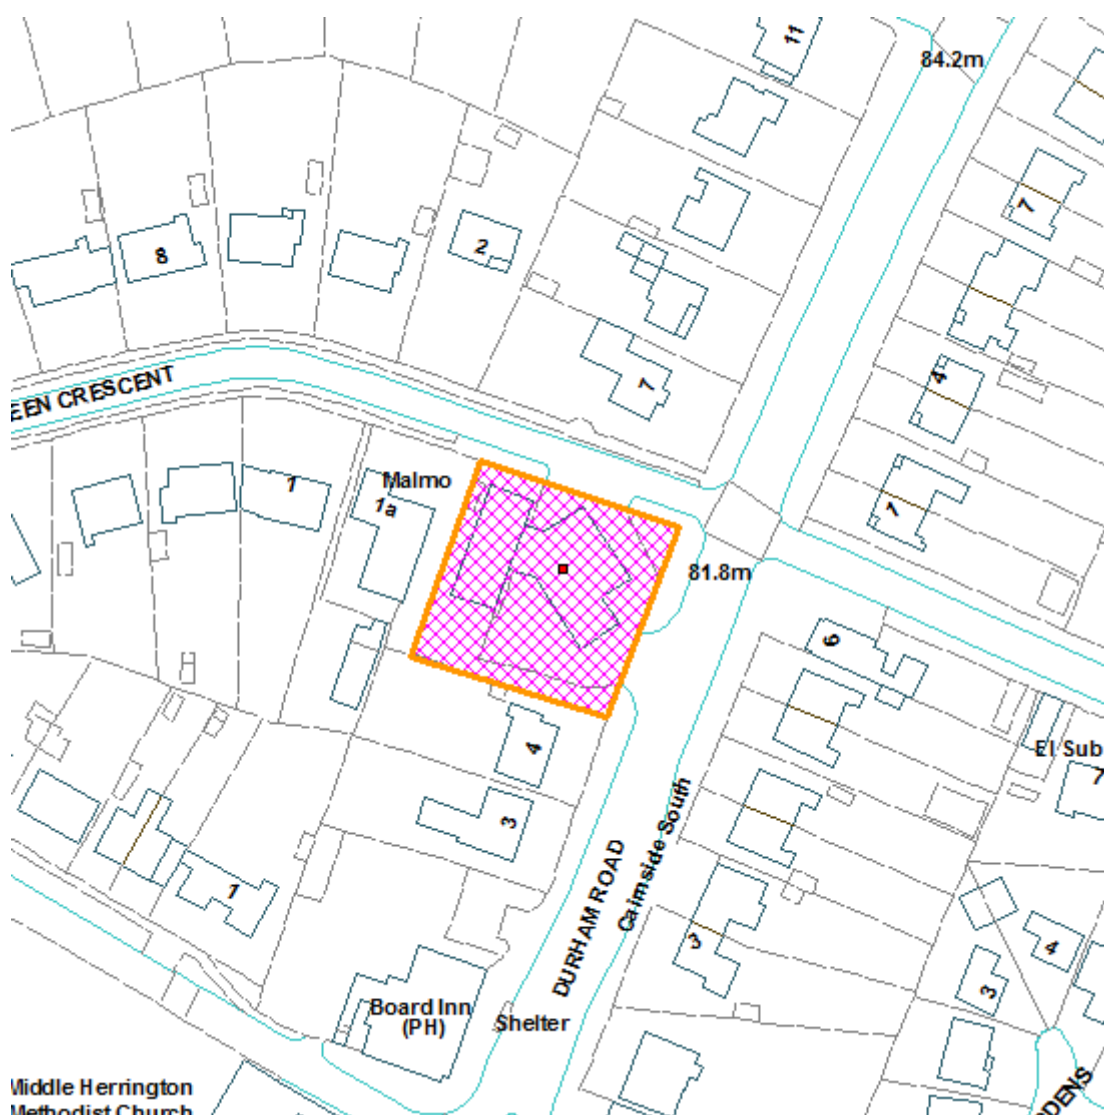 11
84.2m
7
8
2
7
4
EEN CRESCENT
Malmo
1
1a
1
81.8m
6
El Sub
7
4
3
Cairnside South
DURHAM ROAD
1
3
4
3
Board Inn
(PH)
Shelter
DENS
Middle Herrington
Methodist Church